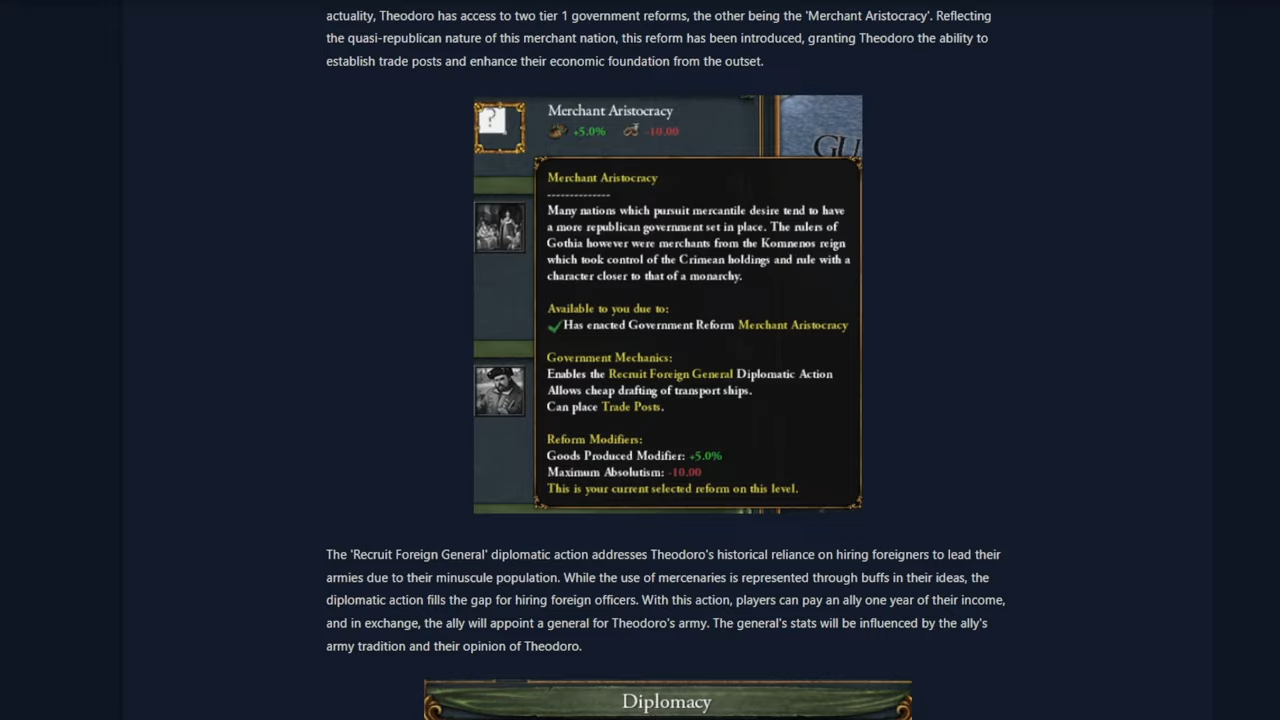 actuality, Theodoro has access to two tier 1 government reforms, the other being the 'Merchant Aristocracy'. Reflecting
the quasi-republican nature of this merchant nation, this reform has been introduced, granting Theodoro the ability to
establish trade posts and enhance their economic foundation from the outset.
?
Merchant Aristocracy
+5.0% -10.00
GU
Merchant Aristocracy
--------------
Many nations which pursuit mercantile desire tend to have
a more republican government set in place. The rulers of
Gothia however were merchants from the Komnenos reign
which took control of the Crimean holdings and rule with a
character closer to that of a monarchy.
Available to you due to:
Has enacted Government Reform Merchant Aristocracy
Government Mechanics:
Enables the Recruit Foreign General Diplomatic Action
Allows cheap drafting of transport ships.
Can place Trade Posts.
Reform Modifiers:
Goods Produced Modifier: +5.0%
Maximum Absolutism: -10.00
This is your current selected reform on this level.
The 'Recruit Foreign General' diplomatic action addresses Theodoro's historical reliance on hiring foreigners to lead their
armies due to their minuscule population. While the use of mercenaries is represented through buffs in their ideas, the
diplomatic action fills the gap for hiring foreign officers. With this action, players can pay an ally one year of their income,
and in exchange, the ally will appoint a general for Theodoro's army. The general's stats will be influenced by the ally's
army tradition and their opinion of Theodoro.
Diplomacy